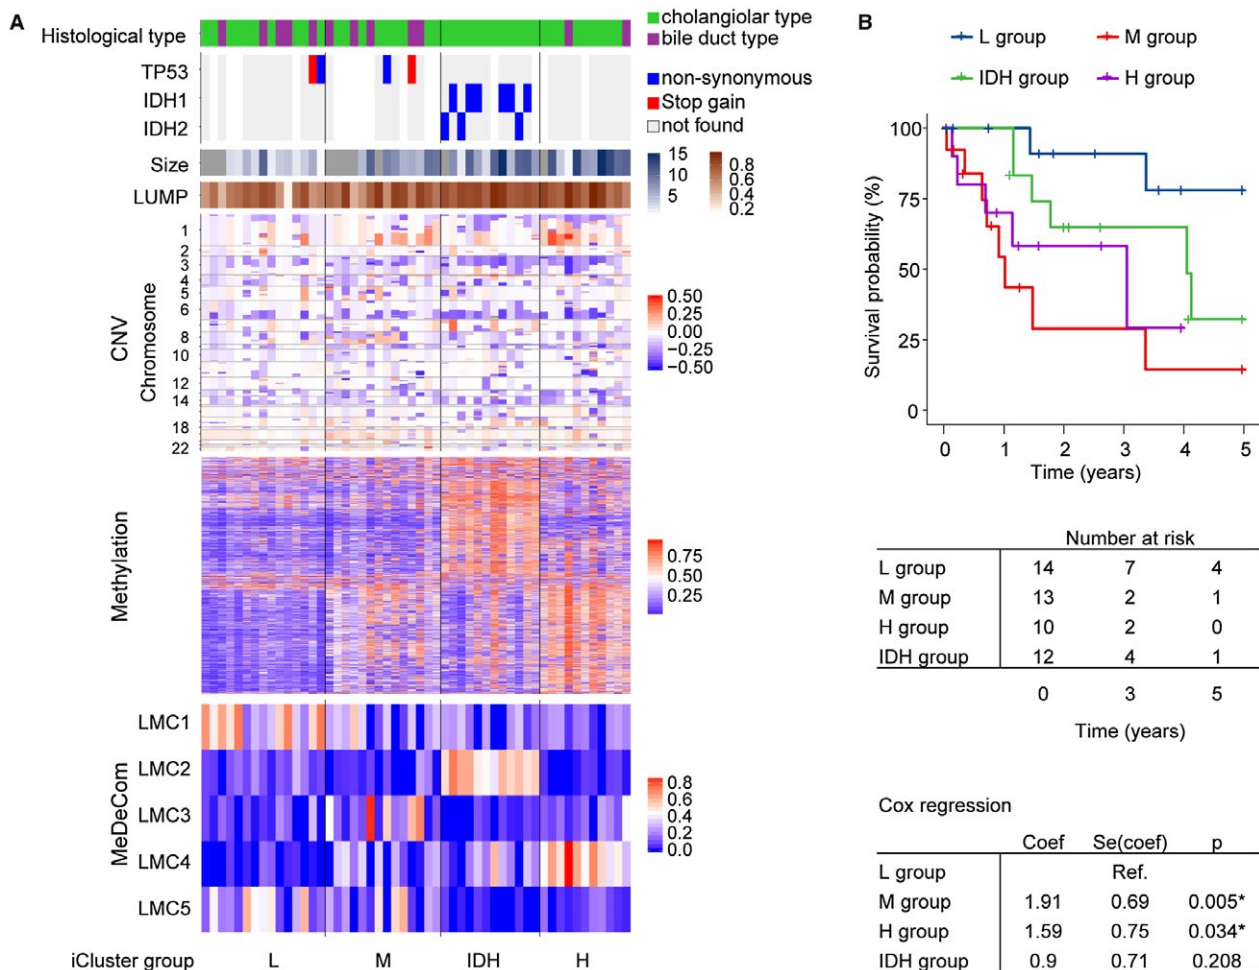 A
Histological type
cholangiolar type
bile duct type
TP53
IDH1
IDH2
non-synonymous
Stop gain
not found
Size
15
10
5
0.8
0.6
0.4
0.2
LUMP
CNV
Chromosome
1
2
3
4
5
6
8
10
12
14
18
22
0.50
0.25
0.00
−0.25
−0.50
Methylation
0.75
0.50
0.25
MeDeCom
LMC1
LMC2
LMC3
LMC4
LMC5
0.8
0.6
0.4
0.2
0.0
iCluster group L M IDH H
B
L group M group
IDH group H group
Survival probability (%)
100
75
50
25
0
0 1 2 3 4 5
Time (years)
Number at risk
L group 14 7 4
M group 13 2 1
H group 10 2 0
IDH group 12 4 1
0 3 5
Time (years)
Cox regression
Coef Se(coef) p
L group Ref.
M group 1.91 0.69 0.005*
H group 1.59 0.75 0.034*
IDH group 0.9 0.71 0.208